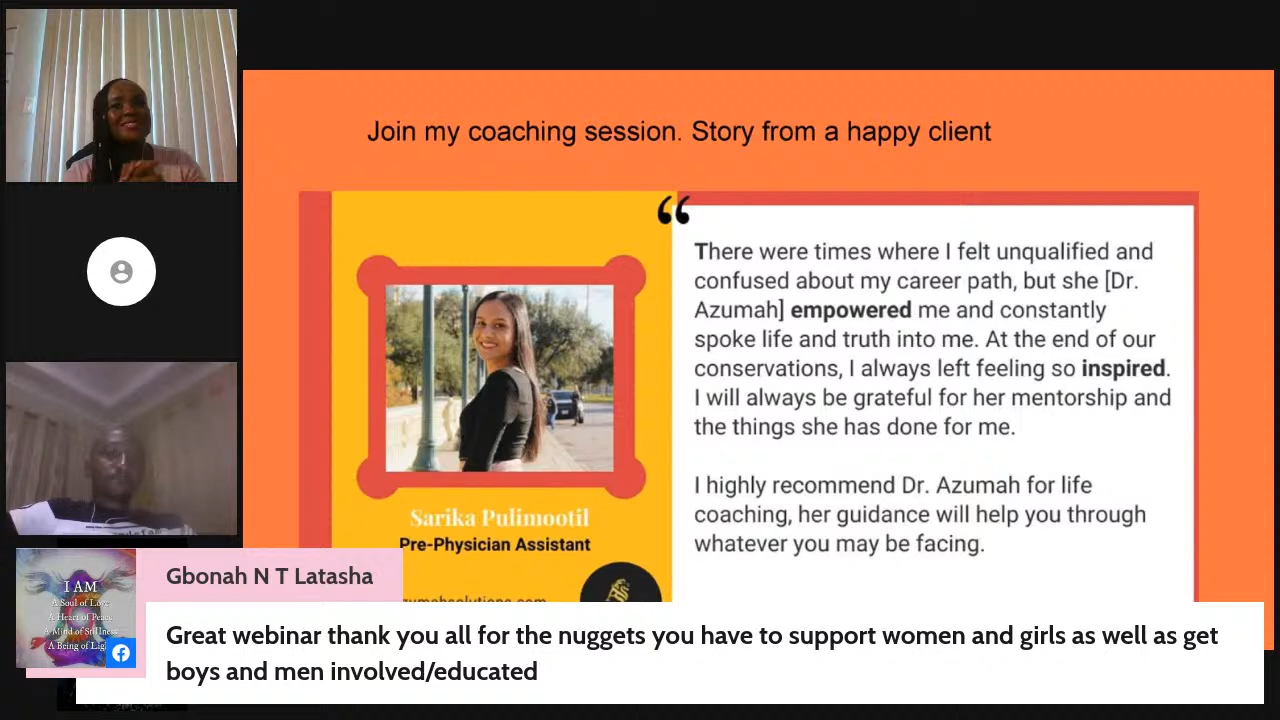 Join my coaching session. Story from a happy client
“
There were times where I felt unqualified and
confused about my career path, but she [Dr.
Azumah] empowered me and constantly
spoke life and truth into me. At the end of our
conservations, I always left feeling so inspired.
I will always be grateful for her mentorship and
the things she has done for me.
I highly recommend Dr. Azumah for life
coaching, her guidance will help you through
whatever you may be facing.
Sarika Pulimootil
Pre-Physician Assistant
I AM
A Soul of Love
A Heart of Peace
A Mind of Stillness
A Being of Light
Gbonah N T Latasha
Great webinar thank you all for the nuggets you have to support women and girls as well as get
boys and men involved/educated